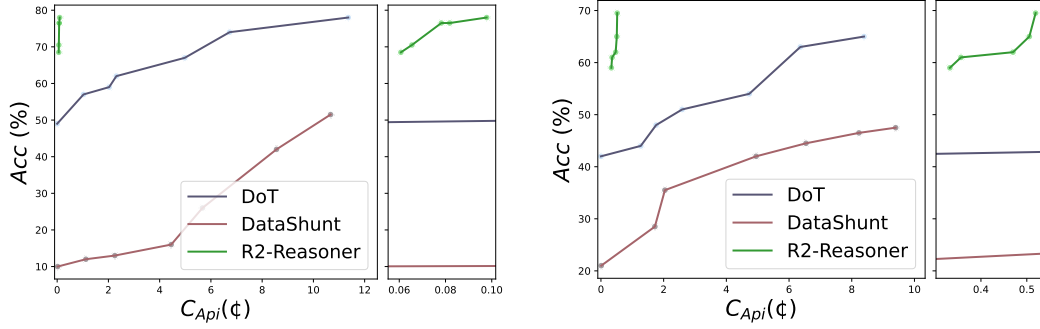 80
70
60
50
40
30
20
10
Acc (%)
0 2 4 6 8 10 12
0.06 0.08 0.10
C_Api(¢)
DoT
DataShunt
R2-Reasoner
70
60
50
40
30
20
Acc (%)
0 2 4 6 8 10
0.4 0.5
C_Api(¢)
DoT
DataShunt
R2-Reasoner